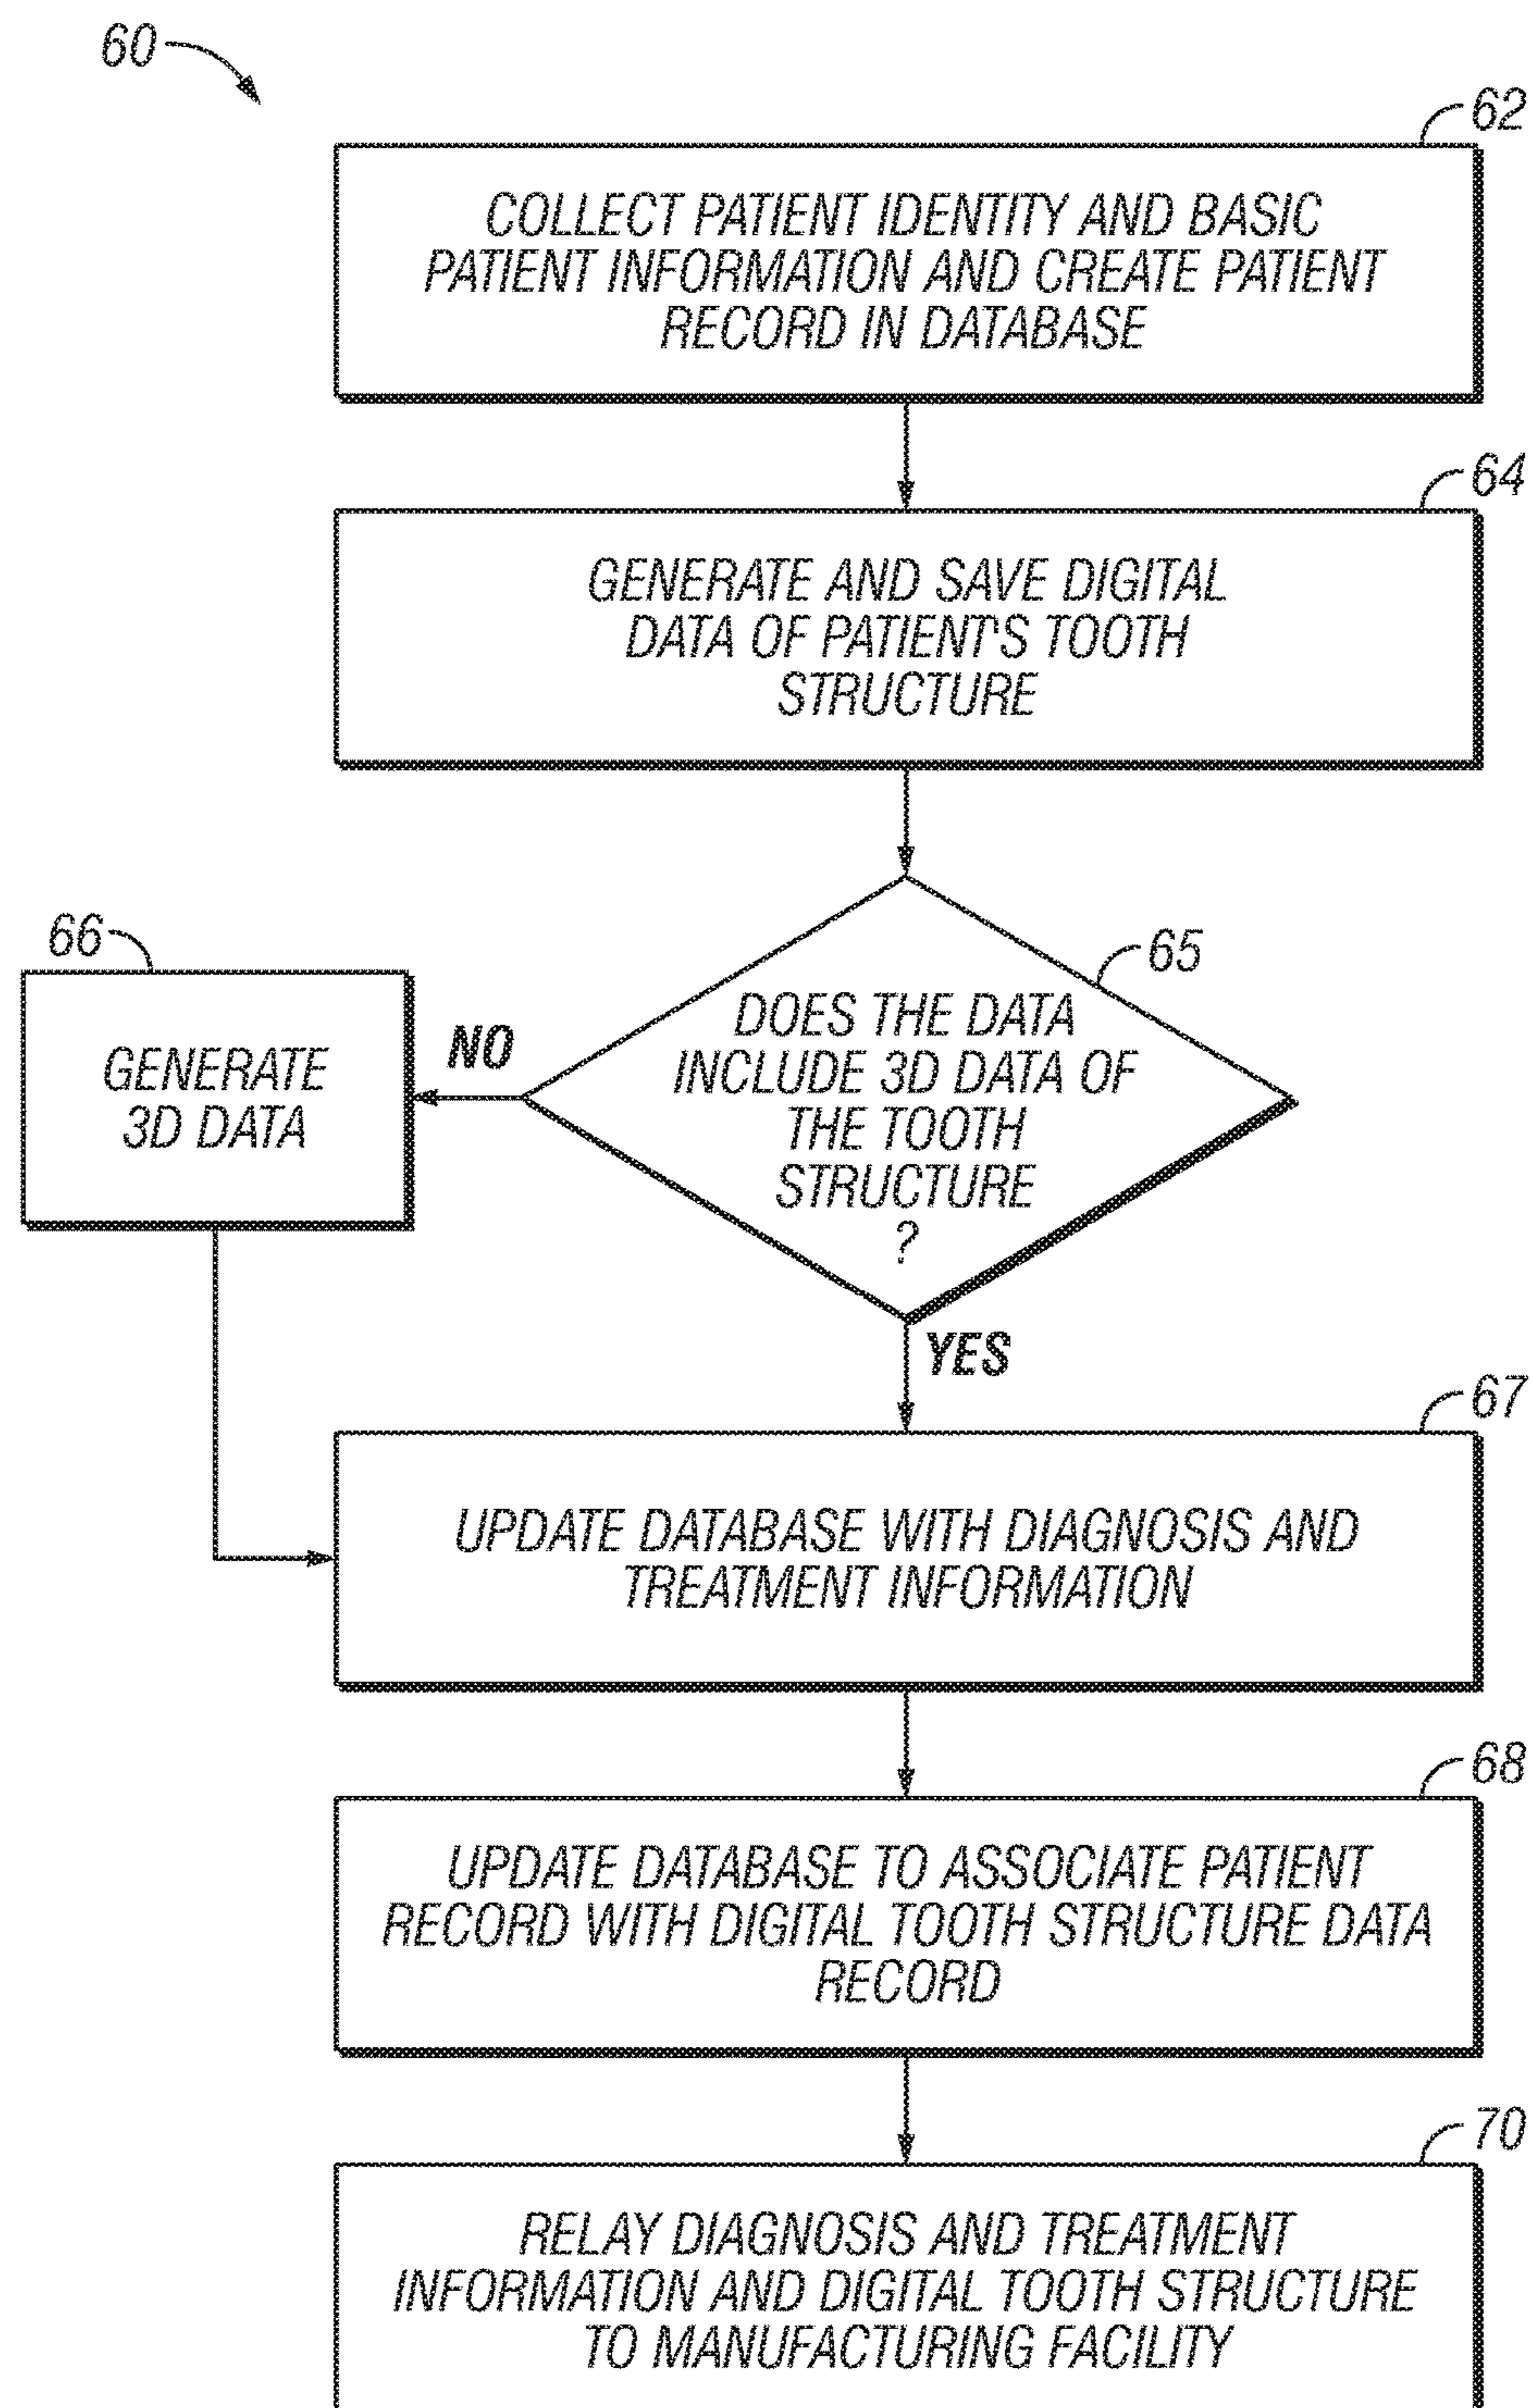 60
62
COLLECT PATIENT IDENTITY AND BASIC
PATIENT INFORMATION AND CREATE PATIENT
RECORD IN DATABASE
64
GENERATE AND SAVE DIGITAL
DATA OF PATIENT'S TOOTH
STRUCTURE
65
DOES THE DATA
INCLUDE 3D DATA OF
THE TOOTH
STRUCTURE
?
NO
66
GENERATE
3D DATA
YES
67
UPDATE DATABASE WITH DIAGNOSIS AND
TREATMENT INFORMATION
68
UPDATE DATABASE TO ASSOCIATE PATIENT
RECORD WITH DIGITAL TOOTH STRUCTURE DATA
RECORD
70
RELAY DIAGNOSIS AND TREATMENT
INFORMATION AND DIGITAL TOOTH STRUCTURE
TO MANUFACTURING FACILITY